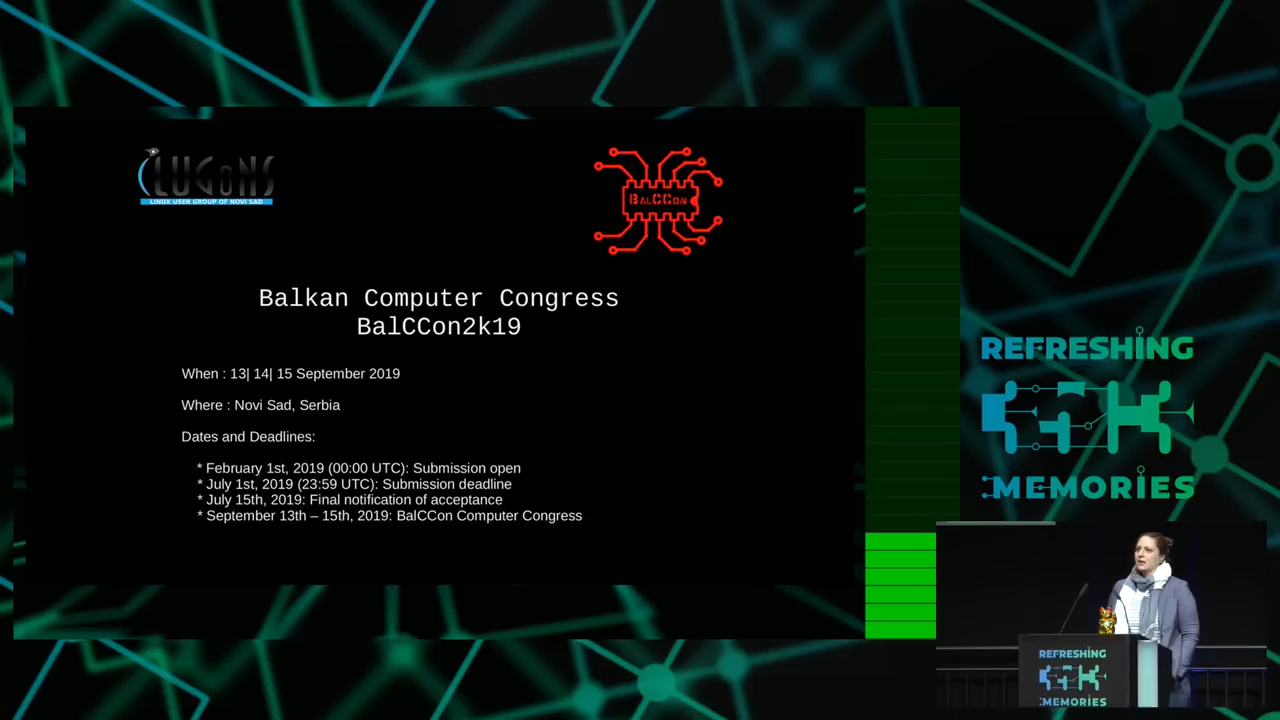 LUGoNS
LINUX USER GROUP OF NOVI SAD
BALCCON
Balkan Computer Congress
BalCCon2k19
When : 13| 14| 15 September 2019
Where : Novi Sad, Serbia
Dates and Deadlines:
* February 1st, 2019 (00:00 UTC): Submission open
* July 1st, 2019 (23:59 UTC): Submission deadline
* July 15th, 2019: Final notification of acceptance
* September 13th – 15th, 2019: BalCCon Computer Congress
REFRESHING
35C3
MEMORIES
REFRESHING
35C3
MEMORIES